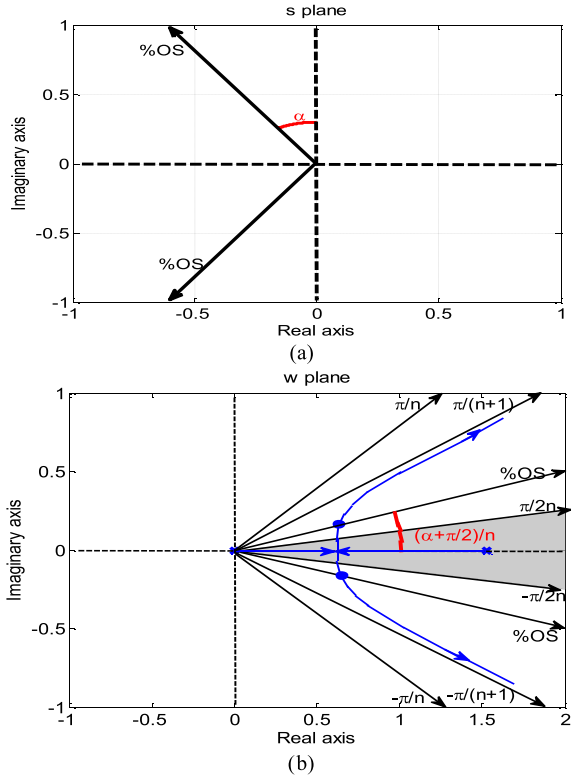 s plane
1
0.5
0
-0.5
-1
Imaginary axis
%OS
α
%OS
-1
-0.5
0
0.5
1
Real axis
(a)
w plane
1
0.5
0
-0.5
-1
Imaginary axis
π/n
π/(n+1)
%OS
π/2n
(α+π/2)/n
-π/2n
%OS
-π/n
-π/(n+1)
-1
-0.5
0
0.5
1
1.5
2
Real axis
(b)